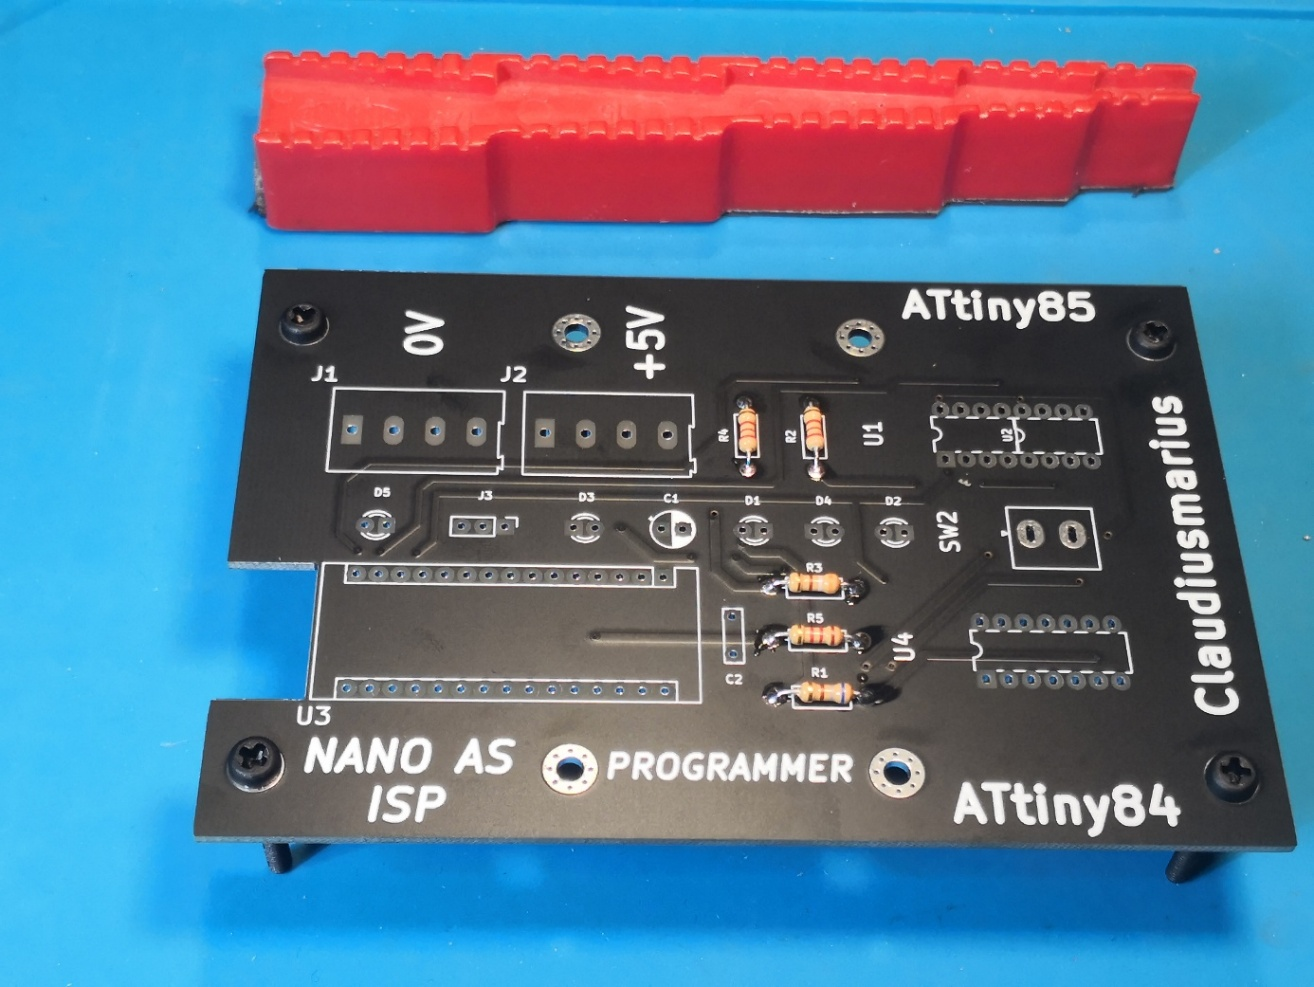 ATtiny85
0V
+5V
J1
J2
R4
R2
U1
U2
D5
J3
D3
C1
D1
D4
D2
SW2
Claudiusmarius
R3
R5
U4
C2
R1
U3
NANO AS
ISP
PROGRAMMER
ATtiny84